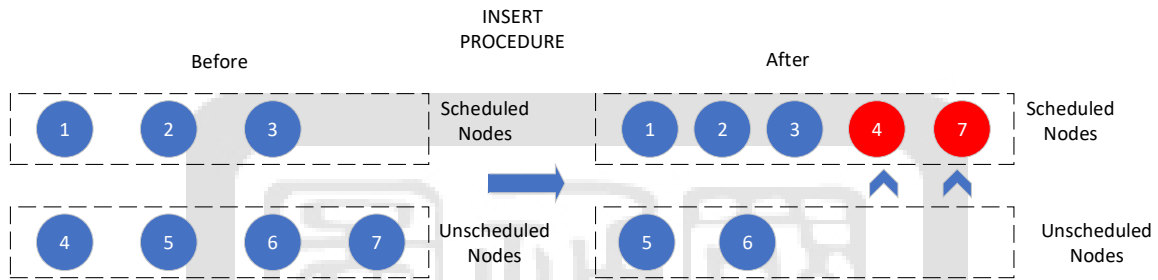 INSERT
PROCEDURE
Before
After
1 2 3
Scheduled
Nodes
1 2 3 4 7
Scheduled
Nodes
4 5 6 7
Unscheduled
Nodes
5 6
Unscheduled
Nodes